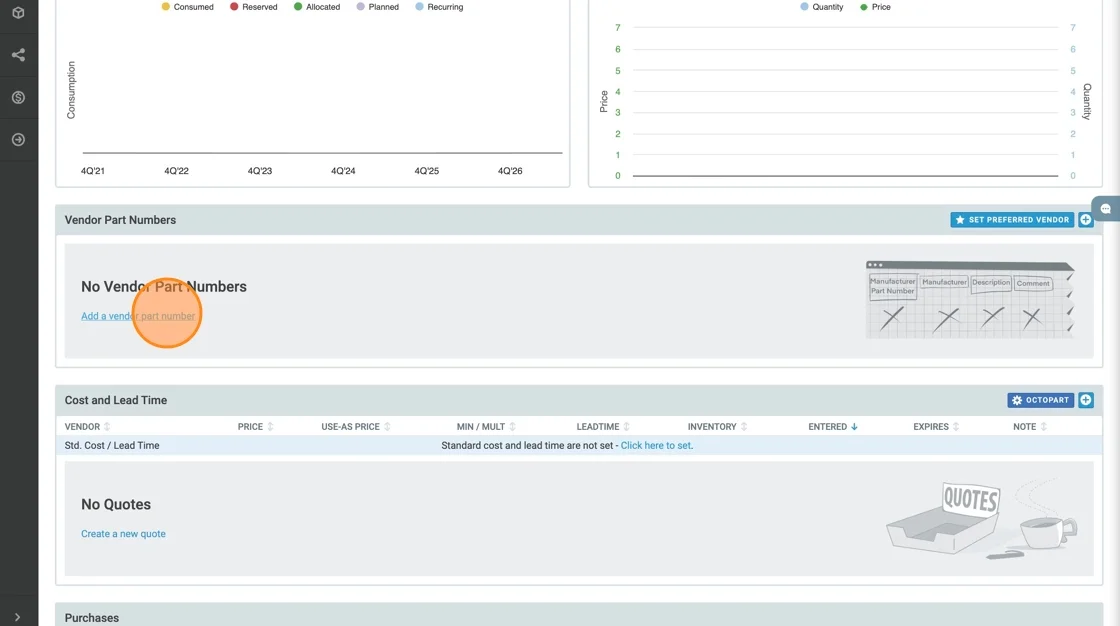 Consumed Reserved Allocated Planned Recurring
Consumption
4Q'21 4Q'22 4Q'23 4Q'24 4Q'25 4Q'26
Quantity Price
7 7
6 6
5 5
4 4
3 3
2 2
1 1
0 0
Price
Quantity
Vendor Part Numbers
SET PREFERRED VENDOR
No Vendor Part Numbers
Add a vendor part number
Manufacturer
Part Number
Manufacturer
Description
Comment
Cost and Lead Time
OCTOPART
VENDOR PRICE USE-AS PRICE MIN / MULT LEADTIME INVENTORY ENTERED EXPIRES NOTE
Std. Cost / Lead Time Standard cost and lead time are not set - Click here to set.
No Quotes
Create a new quote
QUOTES
Purchases